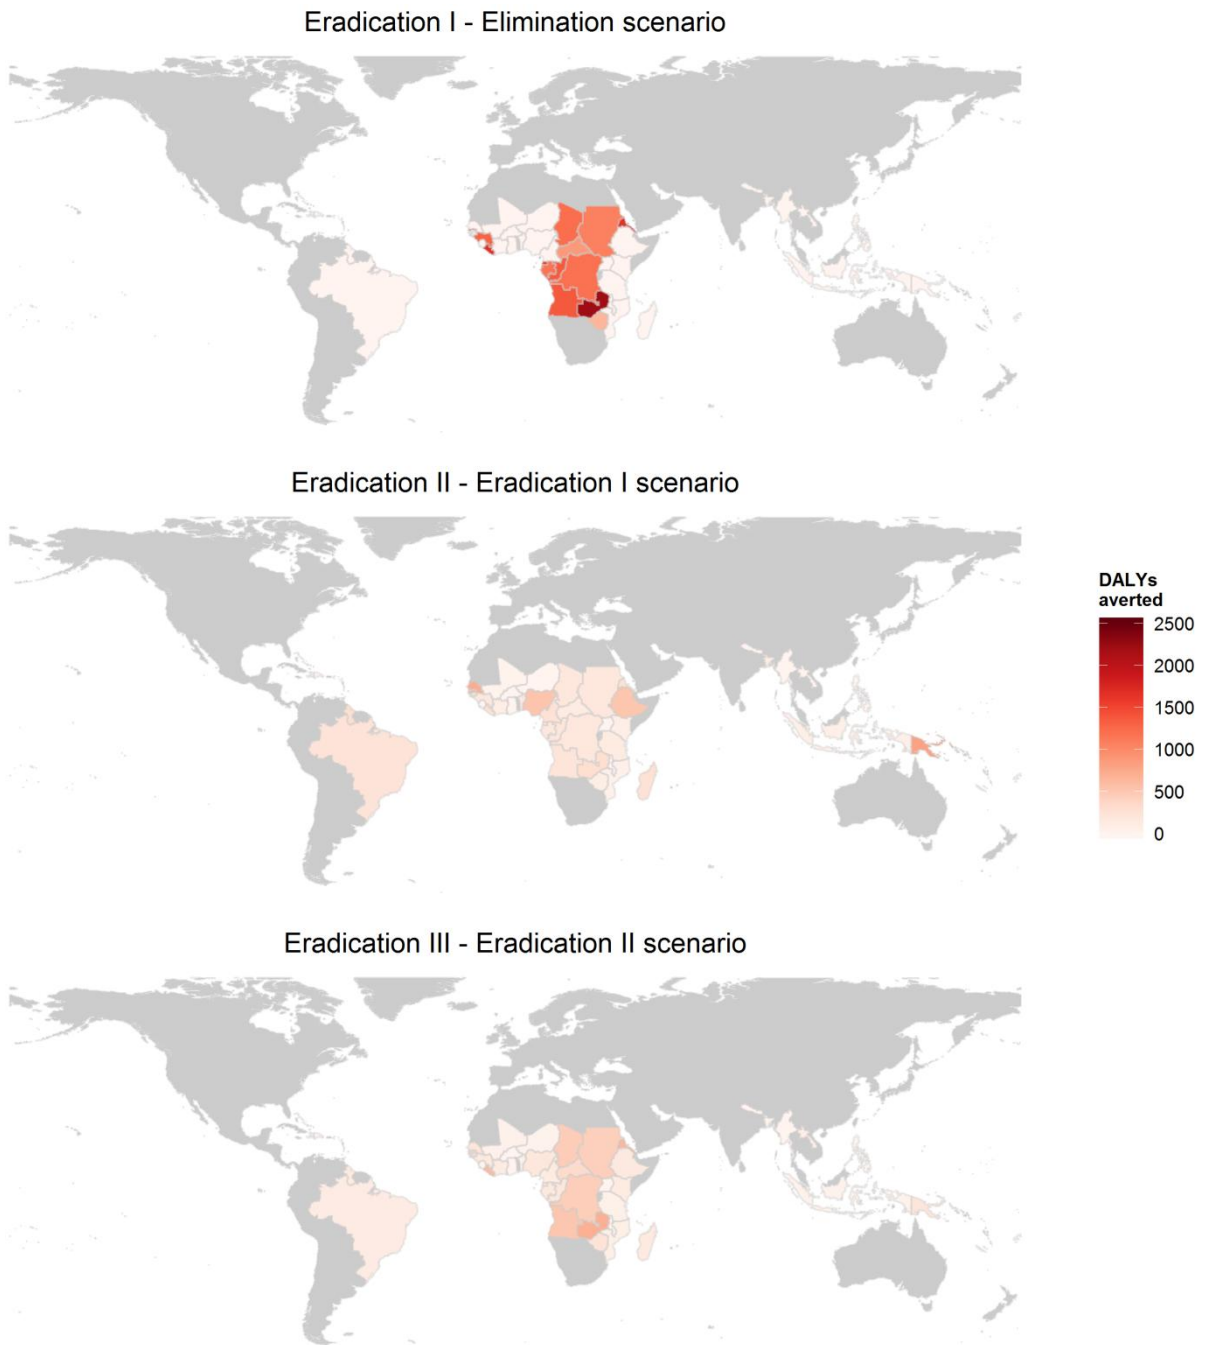 Eradication I - Elimination scenario
Eradication II - Eradication I scenario
DALYs
averted
2500
2000
1500
1000
500
0
Eradication III - Eradication II scenario